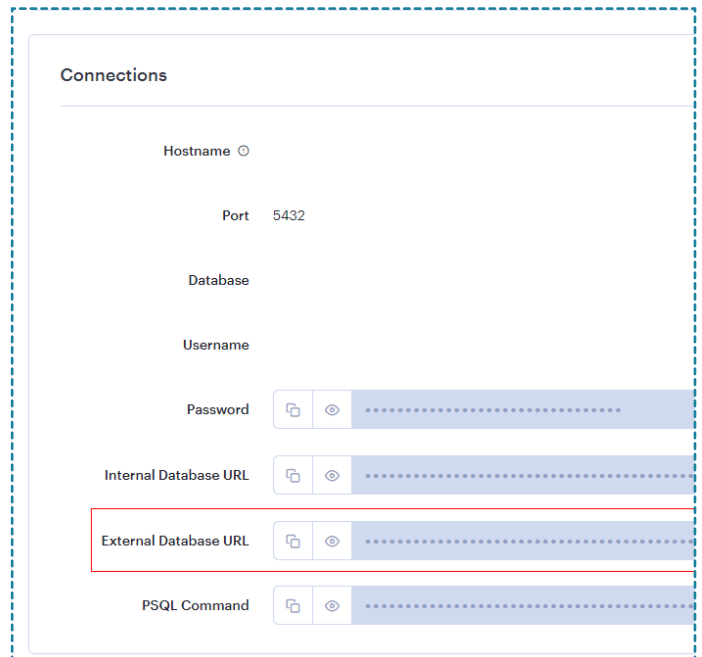 Connections
Hostname
Port 5432
Database
Username
Password
Internal Database URL
External Database URL
PSQL Command